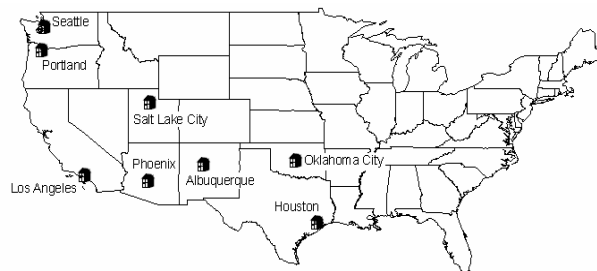 Seattle
Portland
Salt Lake City
Phoenix
Oklahoma City
Albuquerque
Los Angeles
Houston